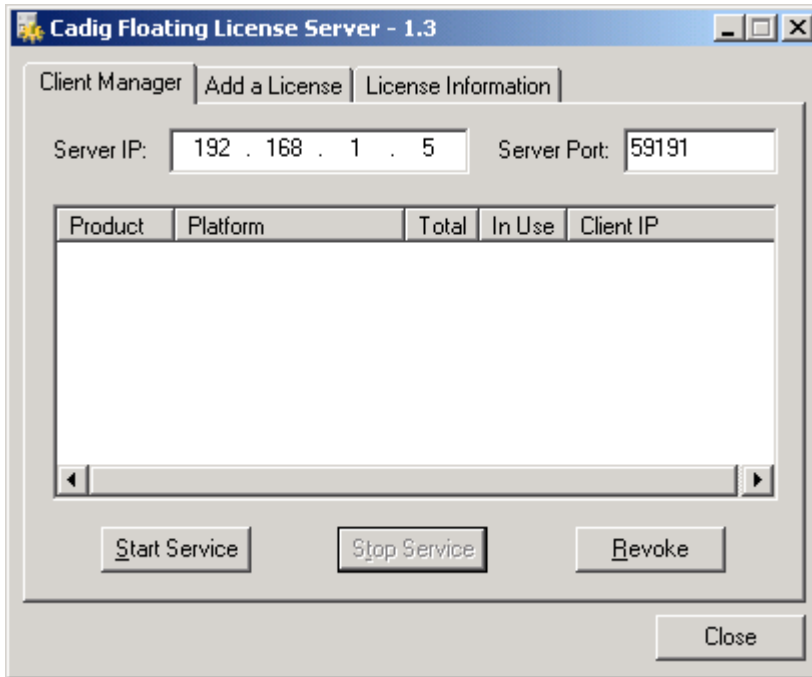 Cadig Floating License Server - 1.3
Client Manager Add a License License Information
Server IP: 192 . 168 . 1 . 5 Server Port: 59191
Product Platform Total In Use Client IP
Start Service Stop Service Revoke
Close